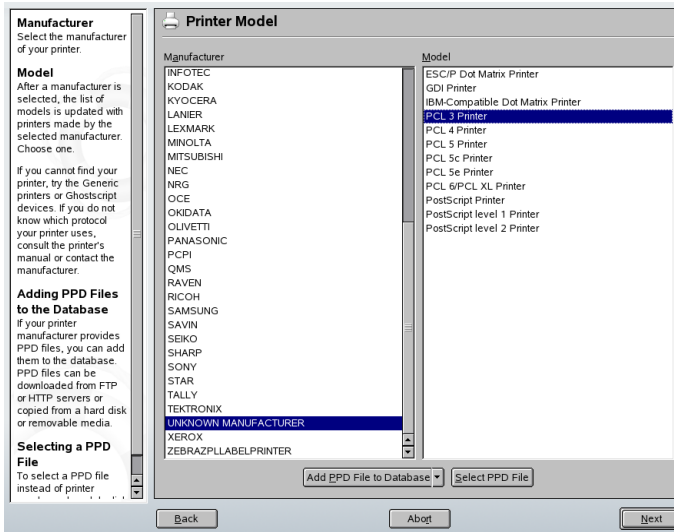 Manufacturer
Select the manufacturer
of your printer.
Model
After a manufacturer is
selected, the list of
models is updated with
printers made by the
selected manufacturer.
Choose one.
If you cannot find your
printer, try the Generic
printers or Ghostscript
devices. If you do not
know which protocol
your printer uses,
consult the printer's
manual or contact the
manufacturer.
Adding PPD Files
to the Database
If your printer
manufacturer provides
PPD files, you can add
them to the database.
PPD files can be
downloaded from FTP
or HTTP servers or
copied from a hard disk
or removable media.
Selecting a PPD
File
To select a PPD file
instead of printer
Printer Model
Manufacturer
INFOTEC
KODAK
KYOCERA
LANIER
LEXMARK
MINOLTA
MITSUBISHI
NEC
NRG
OCE
OKIDATA
OLIVETTI
PANASONIC
PCPI
QMS
RAVEN
RICOH
SAMSUNG
SAVIN
SEIKO
SHARP
SONY
STAR
TALLY
TEKTRONIX
UNKNOWN MANUFACTURER
XEROX
ZEBRAZPLLABELPRINTER
Model
ESC/P Dot Matrix Printer
GDI Printer
IBM-Compatible Dot Matrix Printer
PCL 3 Printer
PCL 4 Printer
PCL 5 Printer
PCL 5c Printer
PCL 5e Printer
PCL 6/PCL XL Printer
PostScript Printer
PostScript level 1 Printer
PostScript level 2 Printer
Add PPD File to Database
Select PPD File
Back
Abort
Next